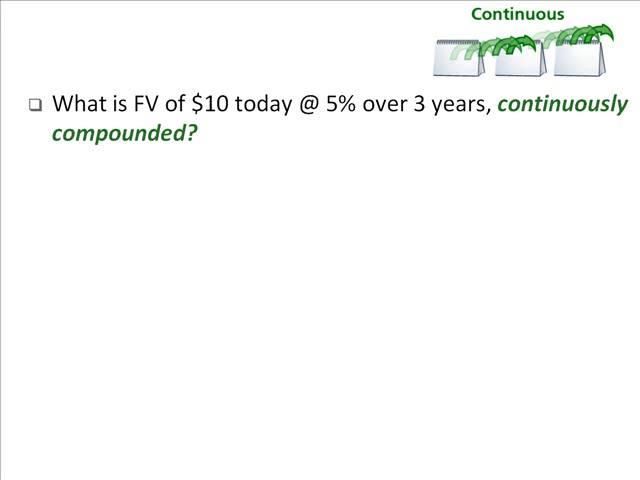 Continuous
What is FV of $10 today @ 5% over 3 years, continuously
compounded?